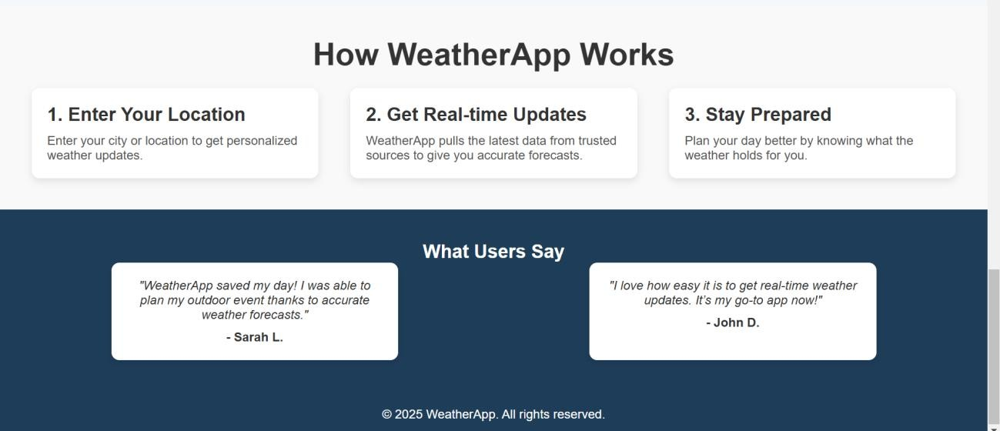 How WeatherApp Works
1. Enter Your Location
Enter your city or location to get personalized
weather updates.
2. Get Real-time Updates
WeatherApp pulls the latest data from trusted
sources to give you accurate forecasts.
3. Stay Prepared
Plan your day better by knowing what the
weather holds for you.
What Users Say
"WeatherApp saved my day! I was able to
plan my outdoor event thanks to accurate
weather forecasts."
- Sarah L.
"I love how easy it is to get real-time weather
updates. It’s my go-to app now!"
- John D.
© 2025 WeatherApp. All rights reserved.